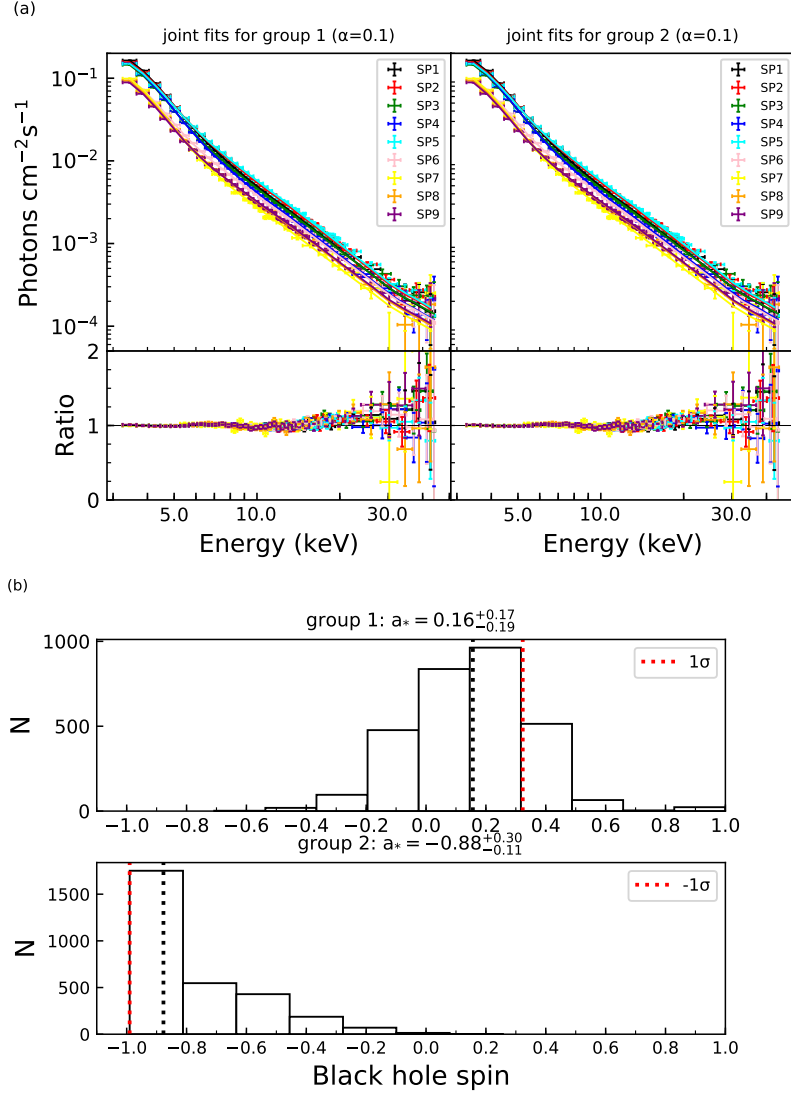 (a)
joint fits for group 1 (α=0.1)
joint fits for group 2 (α=0.1)
Photons cm⁻²s⁻¹
10⁻¹
10⁻²
10⁻³
10⁻⁴
SP1
SP2
SP3
SP4
SP5
SP6
SP7
SP8
SP9
SP1
SP2
SP3
SP4
SP5
SP6
SP7
SP8
SP9
Ratio
2
1
0
5.0 10.0 30.0
5.0 10.0 30.0
Energy (keV)
Energy (keV)
(b)
group 1: a* = 0.16 +0.17 −0.19
N
1000
500
0
1σ
−1.0 −0.8 −0.6 −0.4 −0.2 0.0 0.2 0.4 0.6 0.8 1.0
group 2: a* = −0.88 +0.30 −0.11
N
1500
1000
500
0
-1σ
−1.0 −0.8 −0.6 −0.4 −0.2 0.0 0.2 0.4 0.6 0.8 1.0
Black hole spin